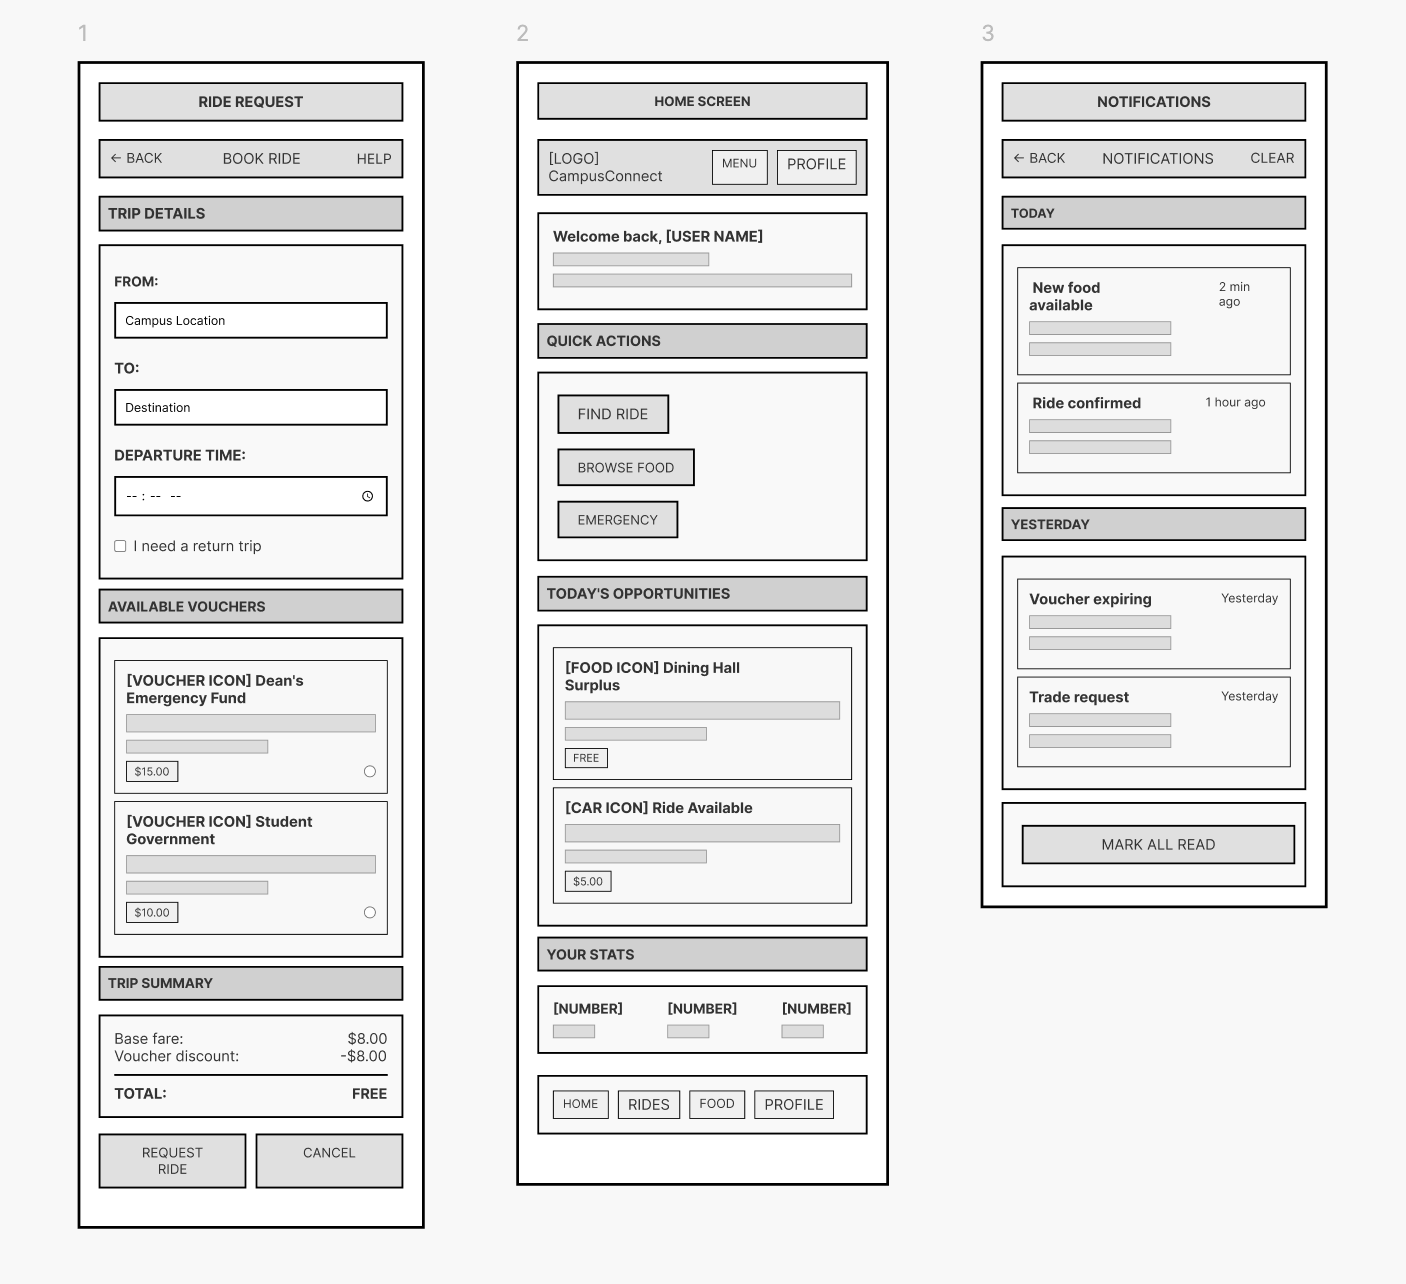 1
RIDE REQUEST
← BACK BOOK RIDE HELP
TRIP DETAILS
FROM:
Campus Location
TO:
Destination
DEPARTURE TIME:
-- : -- --
I need a return trip
AVAILABLE VOUCHERS
[VOUCHER ICON] Dean's
Emergency Fund
$15.00
[VOUCHER ICON] Student
Government
$10.00
TRIP SUMMARY
Base fare: $8.00
Voucher discount: -$8.00
TOTAL: FREE
REQUEST
RIDE
CANCEL
2
HOME SCREEN
[LOGO]
CampusConnect
MENU
PROFILE
Welcome back, [USER NAME]
QUICK ACTIONS
FIND RIDE
BROWSE FOOD
EMERGENCY
TODAY'S OPPORTUNITIES
[FOOD ICON] Dining Hall
Surplus
FREE
[CAR ICON] Ride Available
$5.00
YOUR STATS
[NUMBER] [NUMBER] [NUMBER]
HOME RIDES FOOD PROFILE
3
NOTIFICATIONS
← BACK NOTIFICATIONS CLEAR
TODAY
New food
available
2 min
ago
Ride confirmed 1 hour ago
YESTERDAY
Voucher expiring Yesterday
Trade request Yesterday
MARK ALL READ